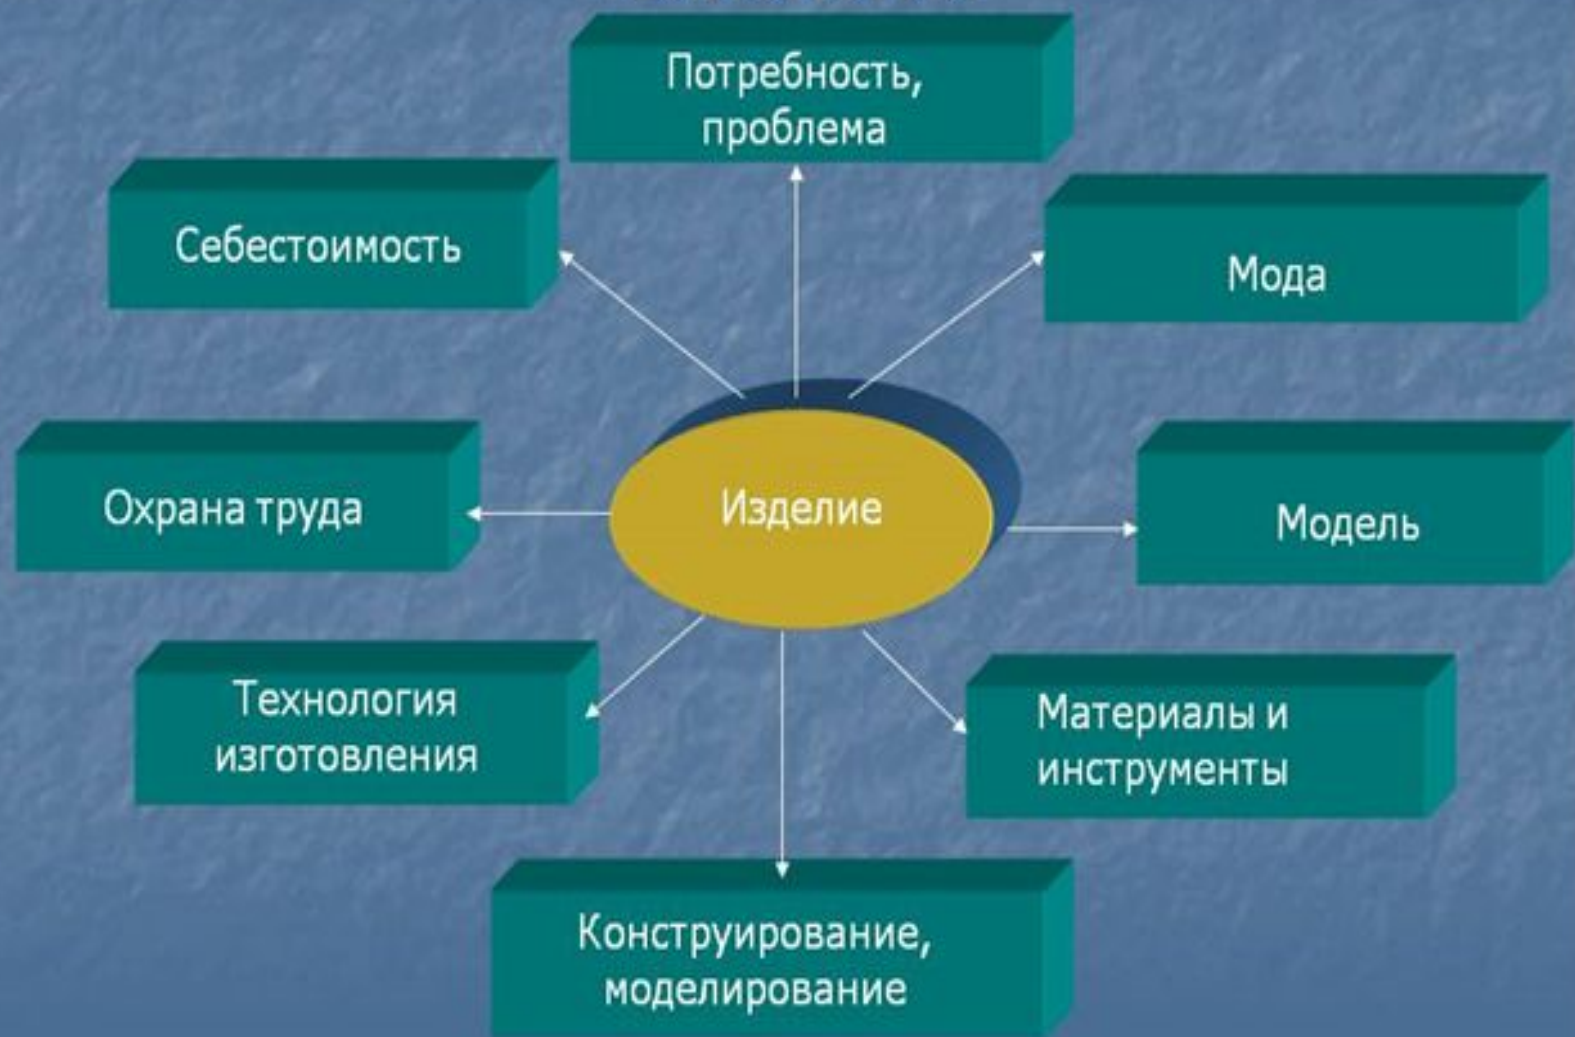 Потребность,
проблема
Себестоимость
Мода
Охрана труда
Изделие
Модель
Технология
изготовления
Материалы и
инструменты
Конструирование,
моделирование